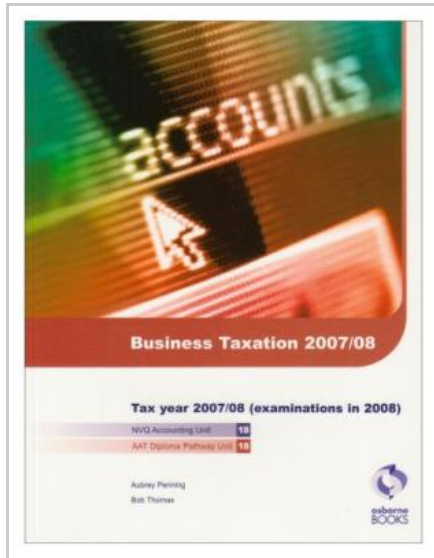 accounts
Business Taxation 2007/08
Tax year 2007/08 (examinations in 2008)
NVQ Accounting Unit 18
AAT Diploma Pathway Unit 18
Aubrey Penning
Bob Thomas
osborne
BOOKS